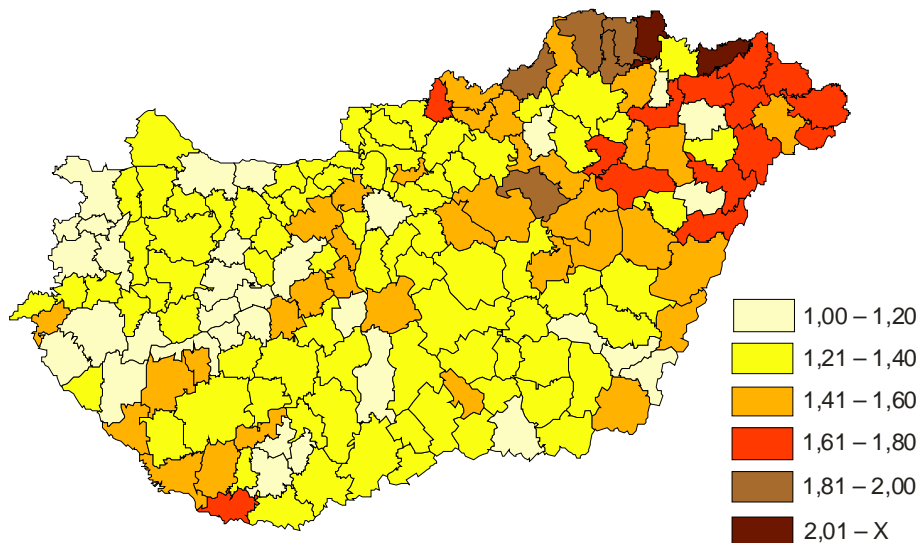 1,00 – 1,20
1,21 – 1,40
1,41 – 1,60
1,61 – 1,80
1,81 – 2,00
2,01 – X